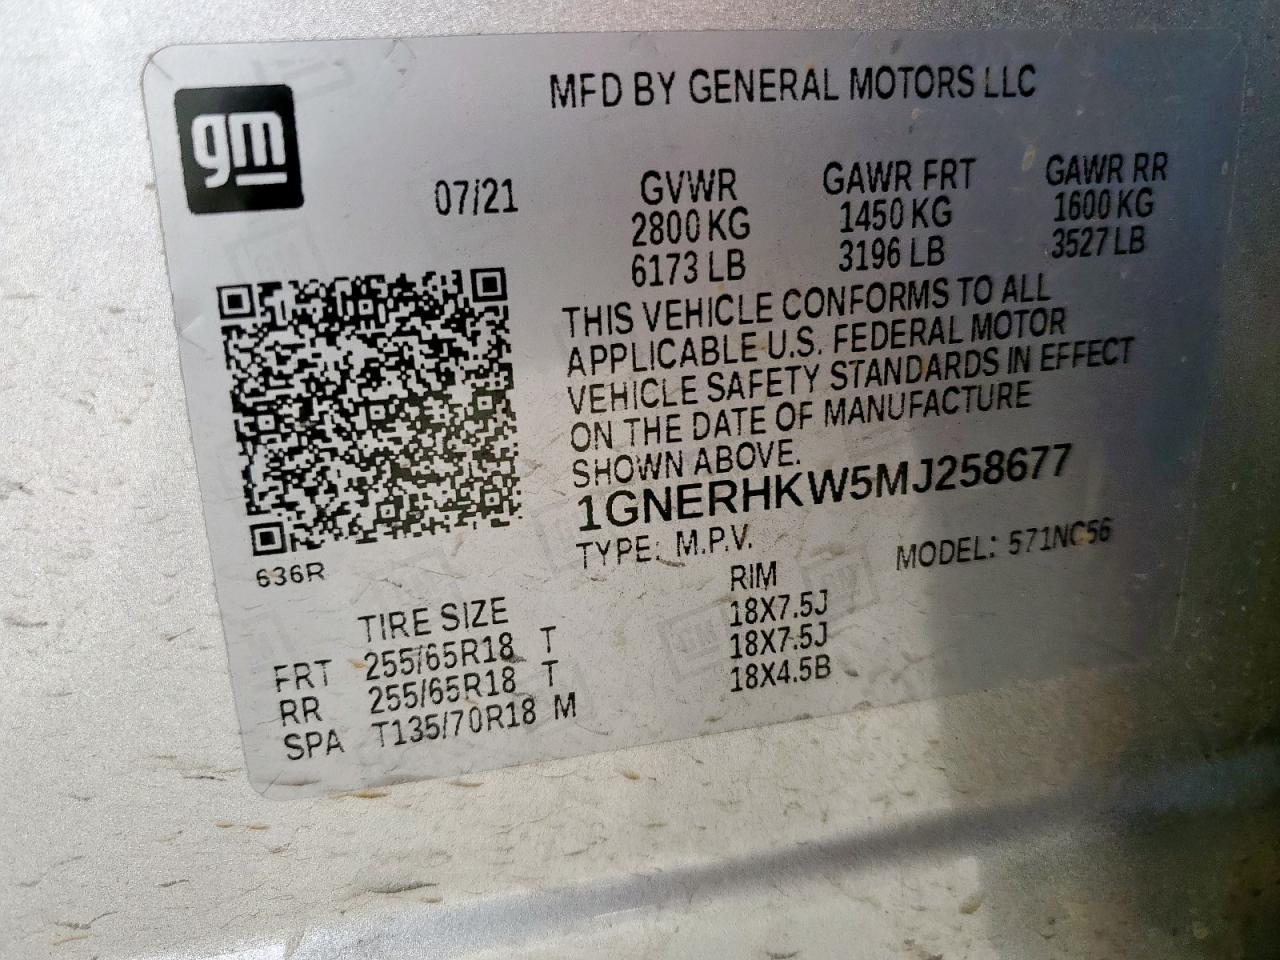 gm
MFD BY GENERAL MOTORS LLC
07/21
GVWR GAWR FRT GAWR RR
2800 KG 1450 KG 1600 KG
6173 LB 3196 LB 3527 LB
THIS VEHICLE CONFORMS TO ALL
APPLICABLE U.S. FEDERAL MOTOR
VEHICLE SAFETY STANDARDS IN EFFECT
ON THE DATE OF MANUFACTURE
SHOWN ABOVE.
1GNERHKW5MJ258677
TYPE: M.P.V. MODEL: 571NC56
636R
TIRE SIZE RIM
FRT 255/65R18 T 18X7.5J
RR 255/65R18 T 18X7.5J
SPA T135/70R18 M 18X4.5B